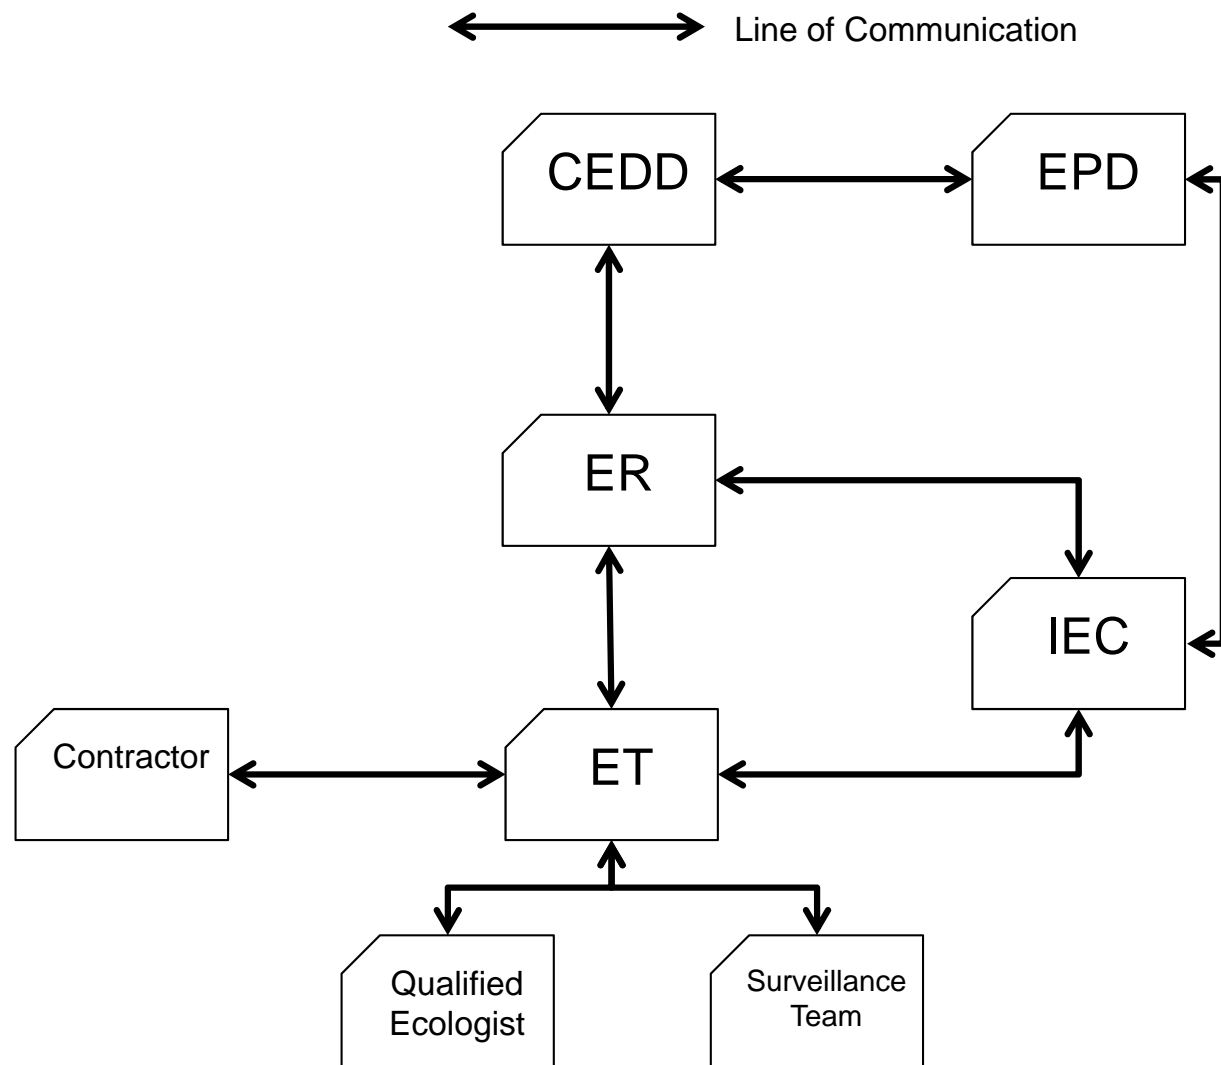 Line of Communication
CEDD
EPD
ER
IEC
Contractor
ET
Qualified
Ecologist
Surveillance
Team